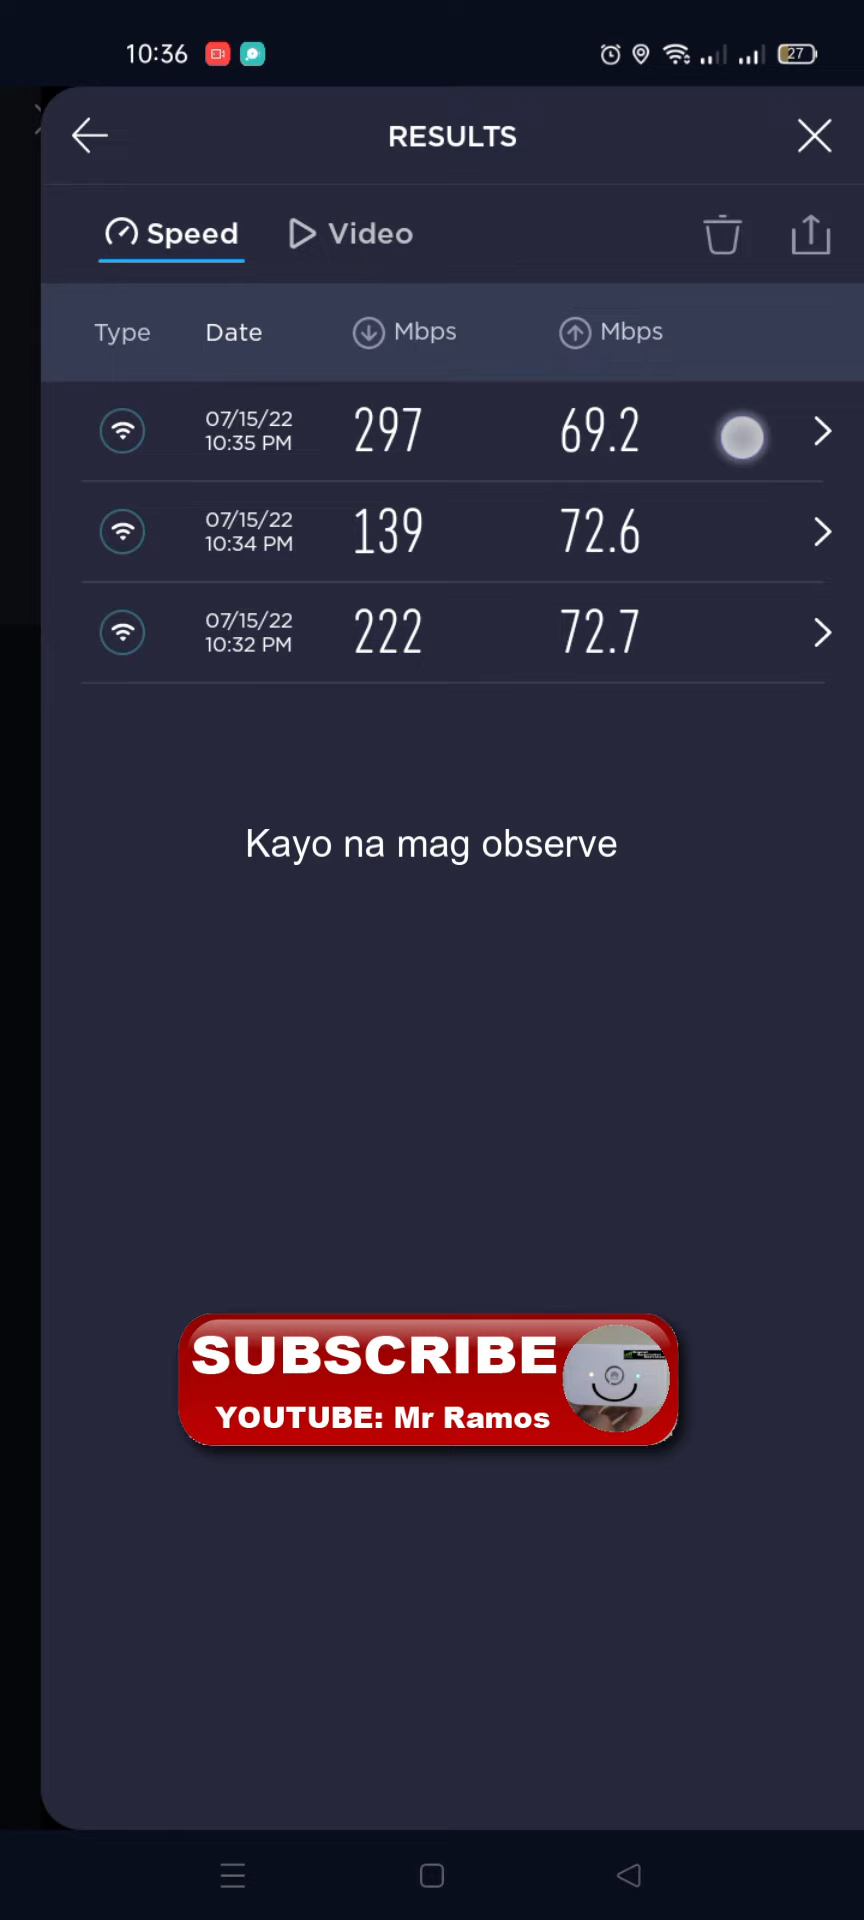 10:36 27
RESULTS
Speed Video
Type Date Mbps Mbps
07/15/22
10:35 PM
297 69.2
07/15/22
10:34 PM
139 72.6
07/15/22
10:32 PM
222 72.7
Kayo na mag observe
SUBSCRIBE
YOUTUBE: Mr Ramos